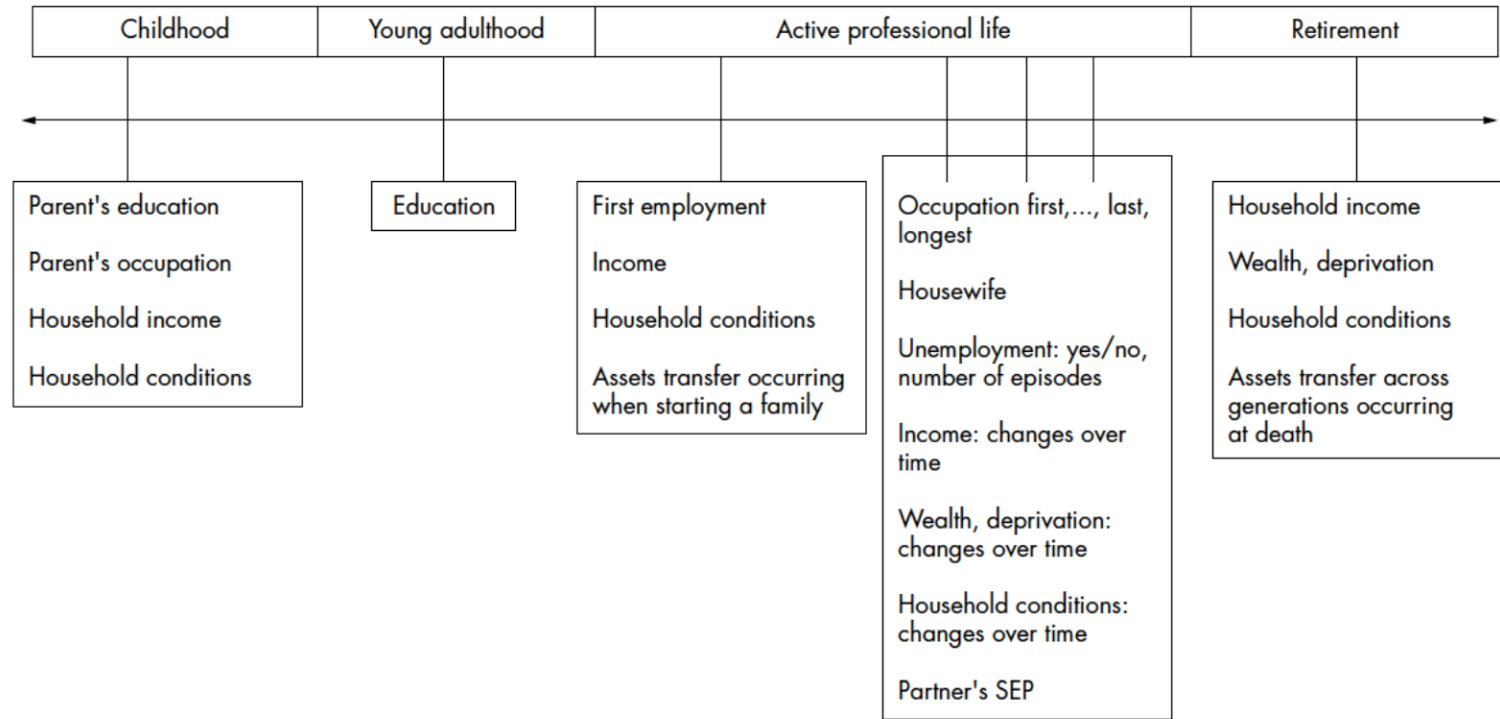 Childhood
Young adulthood
Active professional life
Retirement
Parent's education
Parent's occupation
Household income
Household conditions
Education
First employment
Income
Household conditions
Assets transfer occurring
when starting a family
Occupation first,..., last,
longest
Housewife
Unemployment: yes/no,
number of episodes
Income: changes over
time
Wealth, deprivation:
changes over time
Household conditions:
changes over time
Partner's SEP
Household income
Wealth, deprivation
Household conditions
Assets transfer across
generations occurring
at death